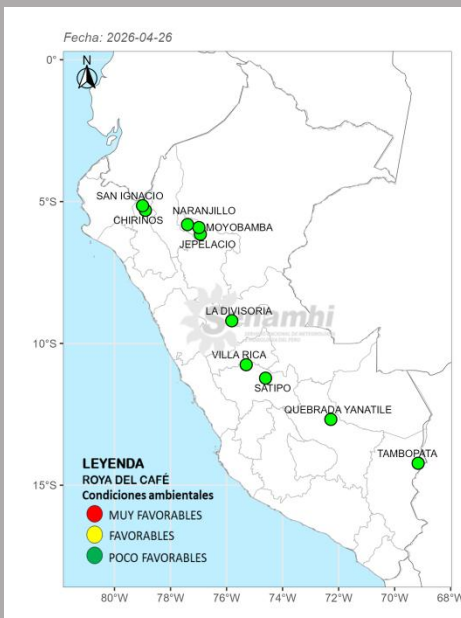 Fecha: 2026-04-26
N
0°
SAN IGNACIO
NARANJILLO
5°S
CHIRINOS
MOYOBAMBA
JEPELACIO
LA DIVISORIA
Senamhi
10°S
VILLA RICA
SATIPO
QUEBRADA YANATILE
TAMBOPATA
LEYENDA
ROYA DEL CAFÉ
Condiciones ambientales
15°S
MUY FAVORABLES
FAVORABLES
POCO FAVORABLES
80°W 78°W 76°W 74°W 72°W 70°W 68°W